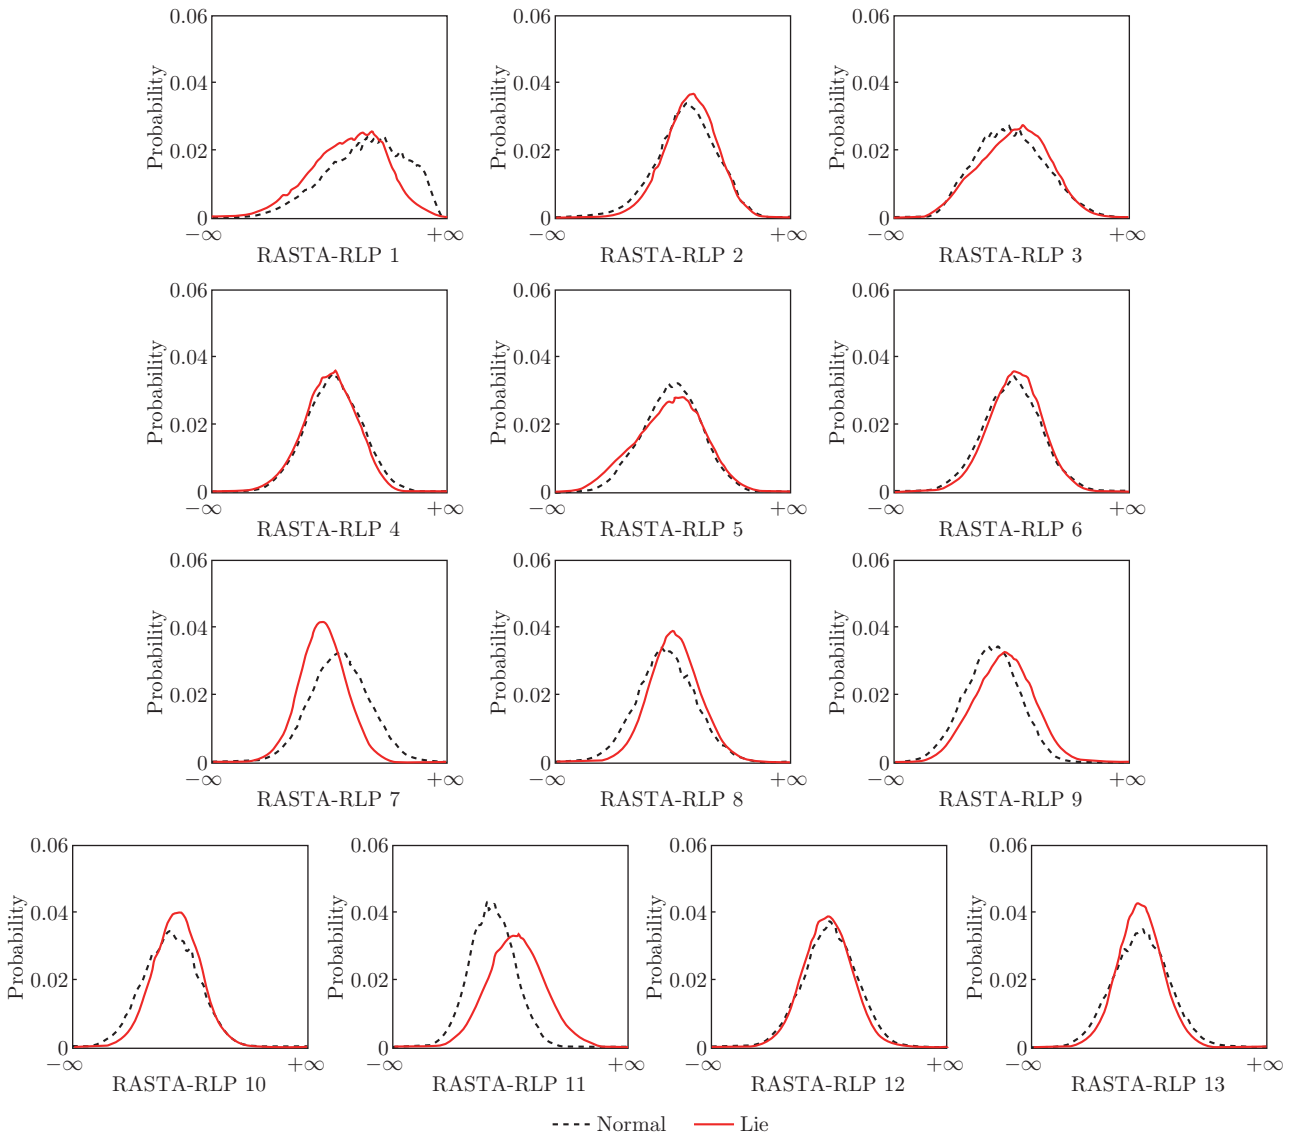 0.06 0.06 0.06
Probability Probability Probability
0.04 0.04 0.04
0.02 0.02 0.02
0 0 0
−∞ +∞ −∞ +∞ −∞ +∞
RASTA-RLP 1 RASTA-RLP 2 RASTA-RLP 3
0.06 0.06 0.06
Probability Probability Probability
0.04 0.04 0.04
0.02 0.02 0.02
0 0 0
−∞ +∞ −∞ +∞ −∞ +∞
RASTA-RLP 4 RASTA-RLP 5 RASTA-RLP 6
0.06 0.06 0.06
Probability Probability Probability
0.04 0.04 0.04
0.02 0.02 0.02
0 0 0
−∞ +∞ −∞ +∞ −∞ +∞
RASTA-RLP 7 RASTA-RLP 8 RASTA-RLP 9
0.06 0.06 0.06 0.06
Probability Probability Probability Probability
0.04 0.04 0.04 0.04
0.02 0.02 0.02 0.02
0 0 0 0
−∞ +∞ −∞ +∞ −∞ +∞ −∞ +∞
RASTA-RLP 10 RASTA-RLP 11 RASTA-RLP 12 RASTA-RLP 13
Normal Lie